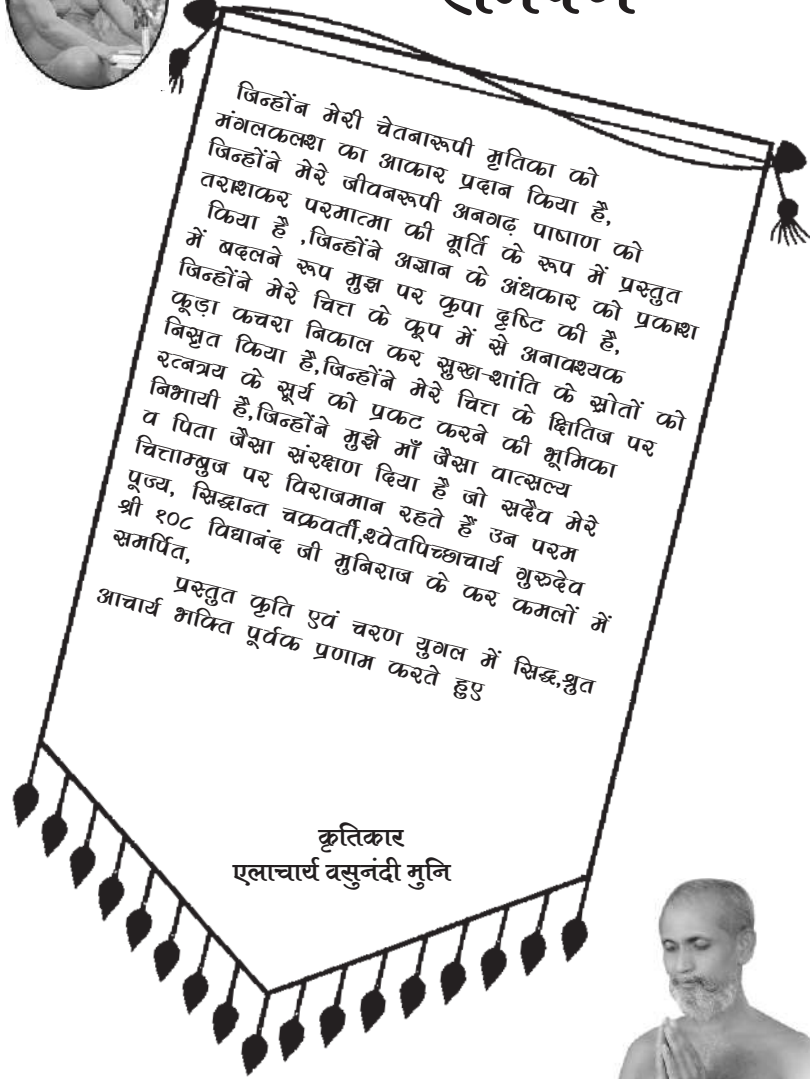 समर्पण
जिन्होंन मेरी चेतनारूपी मृतिका को
मंगलकलश का आकार प्रदान किया है,
जिन्होंने मेरे जीवनरूपी अनगढ़ पाषाण को
तराशकर परमात्मा की मूर्ति के रूप में प्रस्तुत
किया है ,जिन्होंने अज्ञान के अंधकार को प्रकाश
में बदलने रूप मुझ पर कृपा दृष्टि की है,
जिन्होंने मेरे चित्त के कूप में से अनावश्यक
कूड़ा कचरा निकाल कर सुख-शांति के स्रोतों को
निसृत किया है,जिन्होंने मेरे चित्त के क्षितिज पर
रत्नत्रय के सूर्य को प्रकट करने की भूमिका
निभायी है,जिन्होंने मुझे माँ जैसा वात्सल्य
व पिता जैसा संरक्षण दिया है जो सदैव मेरे
चित्ताम्बुज पर विराजमान रहते हैं उन परम
पूज्य, सिद्धान्त चक्रवर्ती,श्वेतपिच्छाचार्य गुरुदेव
श्री १०८ विद्यानंद जी मुनिराज के कर कमलों में
समर्पित,
प्रस्तुत कृति एवं चरण युगल में सिद्ध,श्रुत
आचार्य भक्ति पूर्वक प्रणाम करते हुए
कृतिकार
एलाचार्य वसुनंदी मुनि